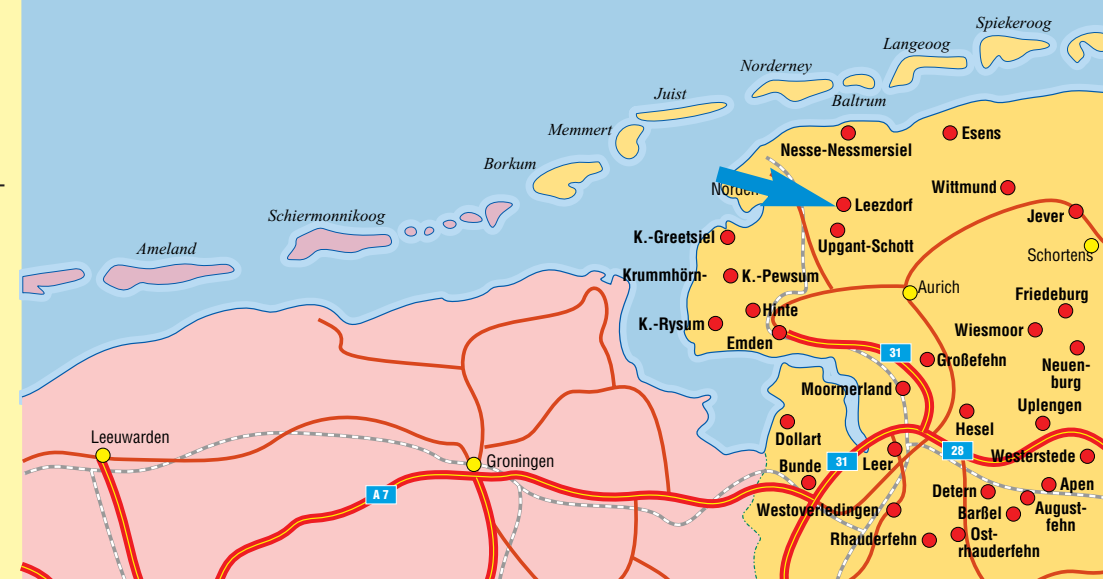 Spiekeroog
Langeoog
Norderney
Baltrum
Juist
Memmert
Borkum
Schiermonnikoog
Ameland
Nesse-Nessmersiel
Esens
Norden
Leezdorf
Wittmund
Jever
K.-Greetsiel
Upgant-Schott
Schortens
Krummhörn-
K.-Pewsum
Aurich
Friedeburg
Hinte
K.-Rysum
Wiesmoor
Emden
31
Großefehn
Neuen-
burg
Moormerland
Uplengen
Hesel
Dollart
Leeuwarden
Groningen
Bunde
31
Leer
28
Westerstede
A 7
Detern
Apen
Westoverledingen
Barßel
August-
fehn
Rhauderfehn
Ost-
rhauderfehn